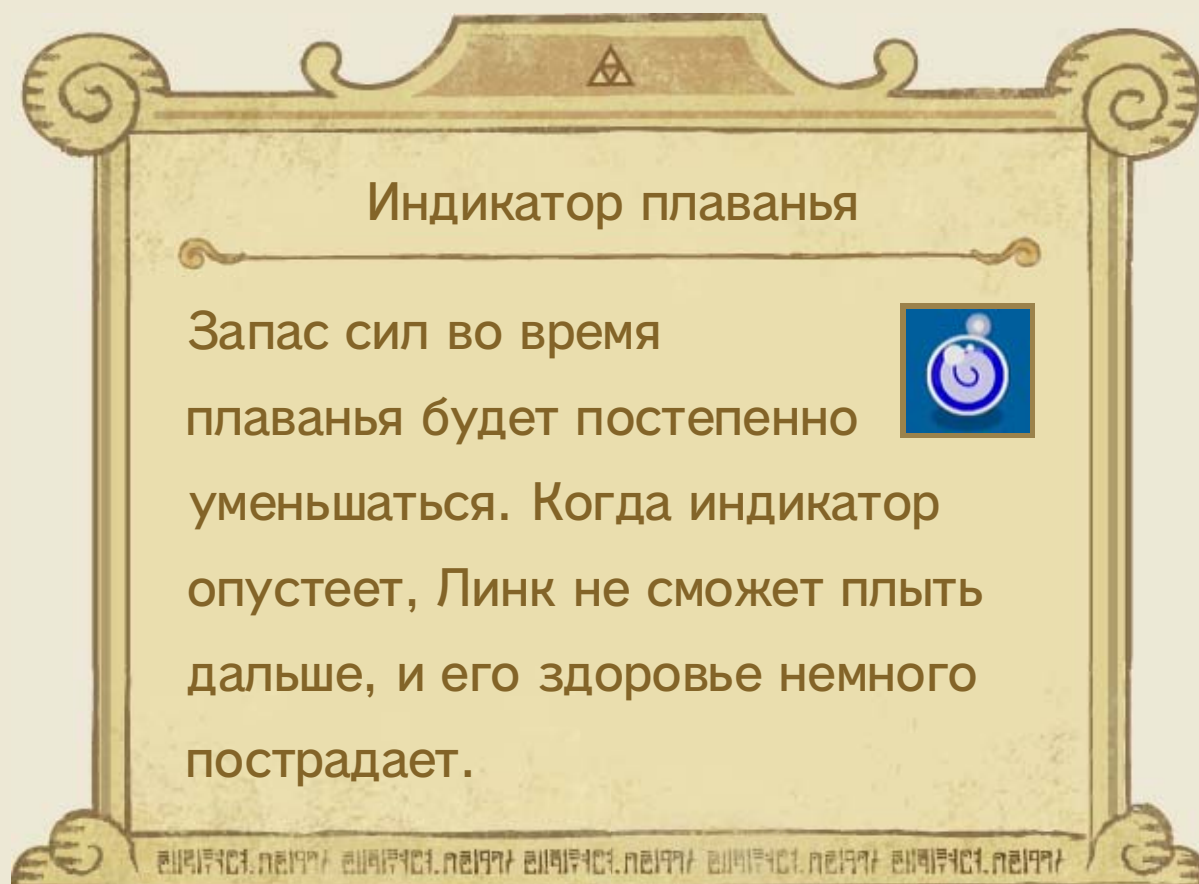 Индикатор плаванья
Запас сил во время
плаванья будет постепенно
уменьшаться. Когда индикатор
опустеет, Линк не сможет плыть
дальше, и его здоровье немного
пострадает.